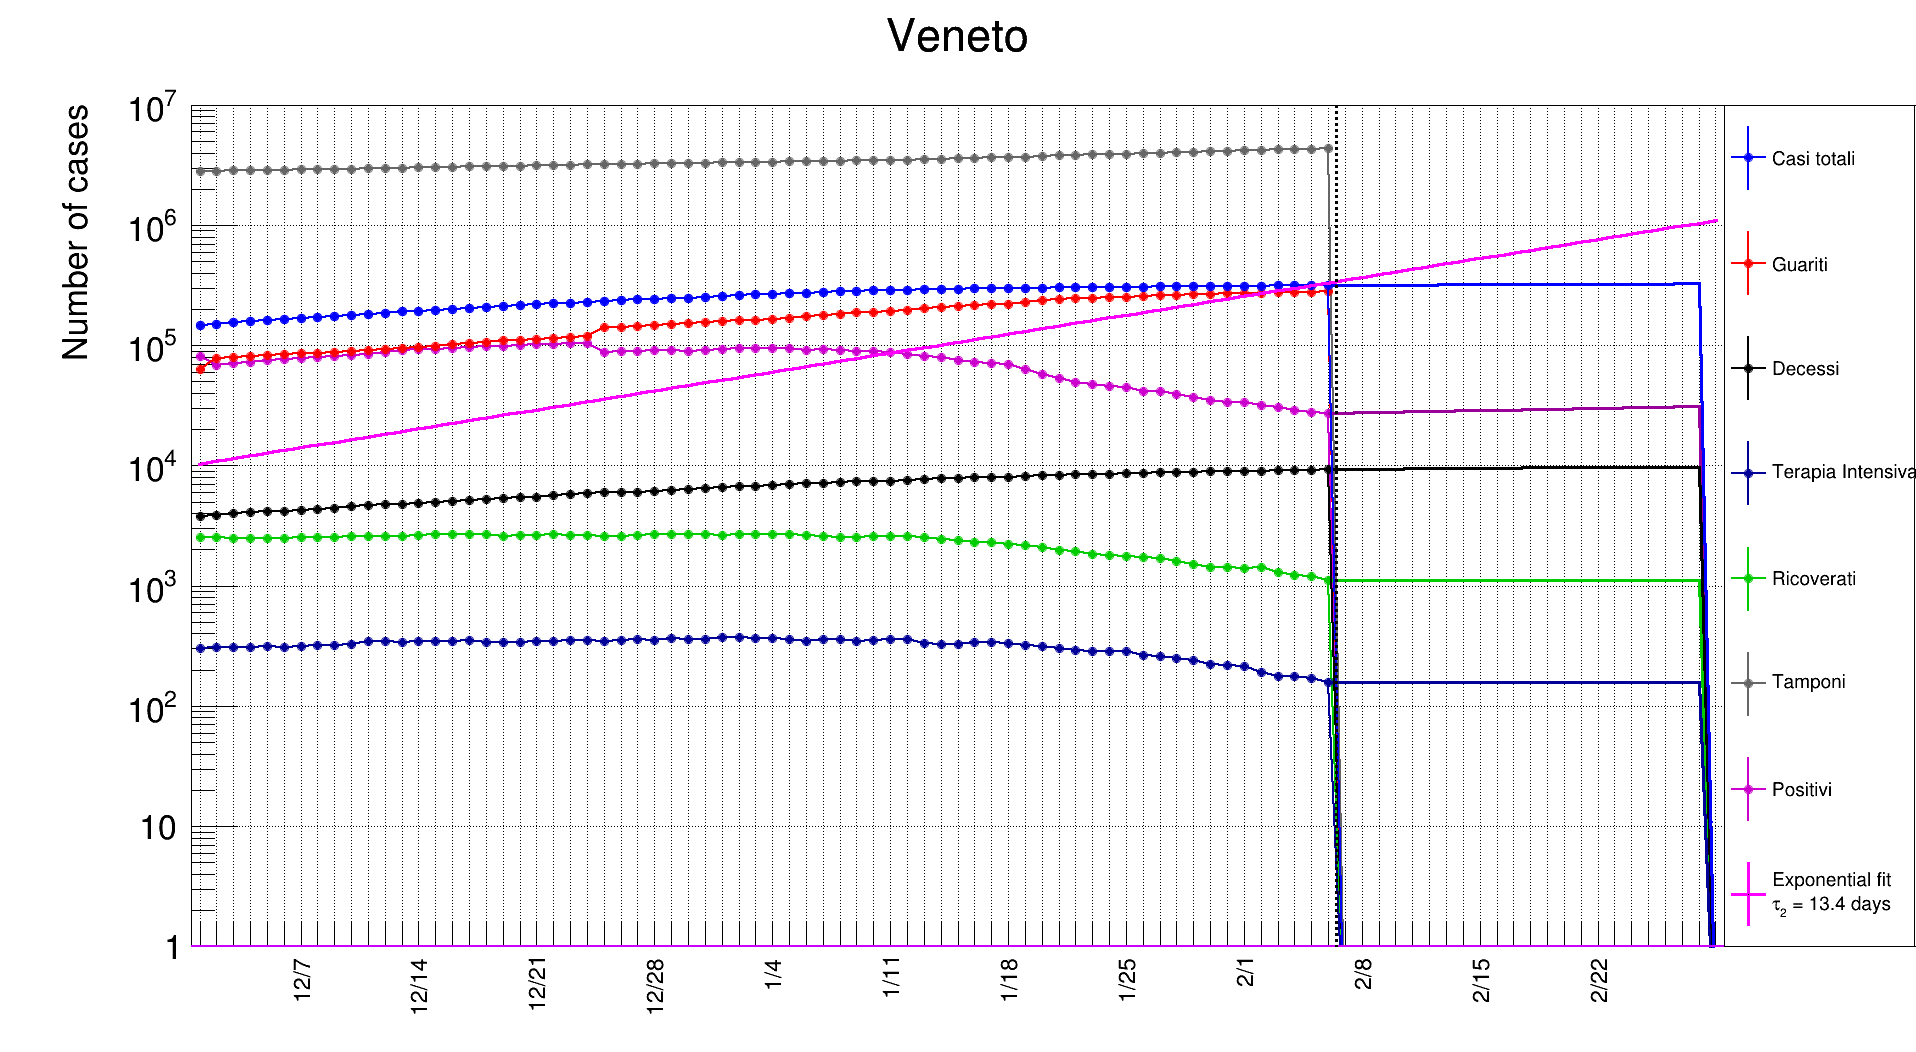 Veneto
Number of cases
10^7
10^6
10^5
10^4
10^3
10^2
10
1
12/7
12/14
12/21
12/28
1/4
1/11
1/18
1/25
2/1
2/8
2/15
2/22
Casi totali
Guariti
Decessi
Terapia Intensiva
Ricoverati
Tamponi
Positivi
Exponential fit
τ_2 = 13.4 days